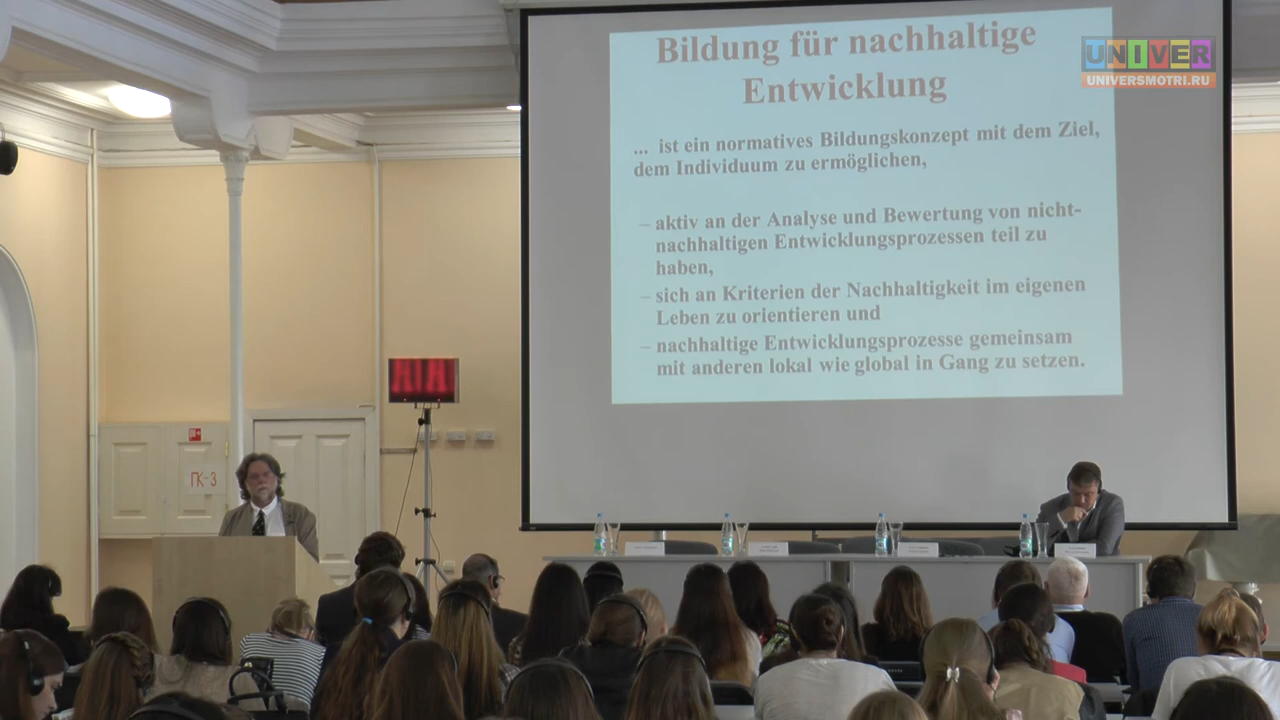 Bildung für nachhaltige
Entwicklung
... ist ein normatives Bildungskonzept mit dem Ziel,
dem Individuum zu ermöglichen,
– aktiv an der Analyse und Bewertung von nicht-
nachhaltigen Entwicklungsprozessen teil zu
haben,
– sich an Kriterien der Nachhaltigkeit im eigenen
Leben zu orientieren und
– nachhaltige Entwicklungsprozesse gemeinsam
mit anderen lokal wie global in Gang zu setzen.
UNIVER
UNIVERSMOTRI.RU
ПК-3